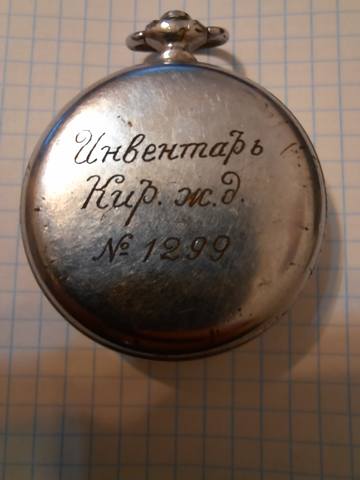 Инвентарь
Кир. ж.д.
№ 1299